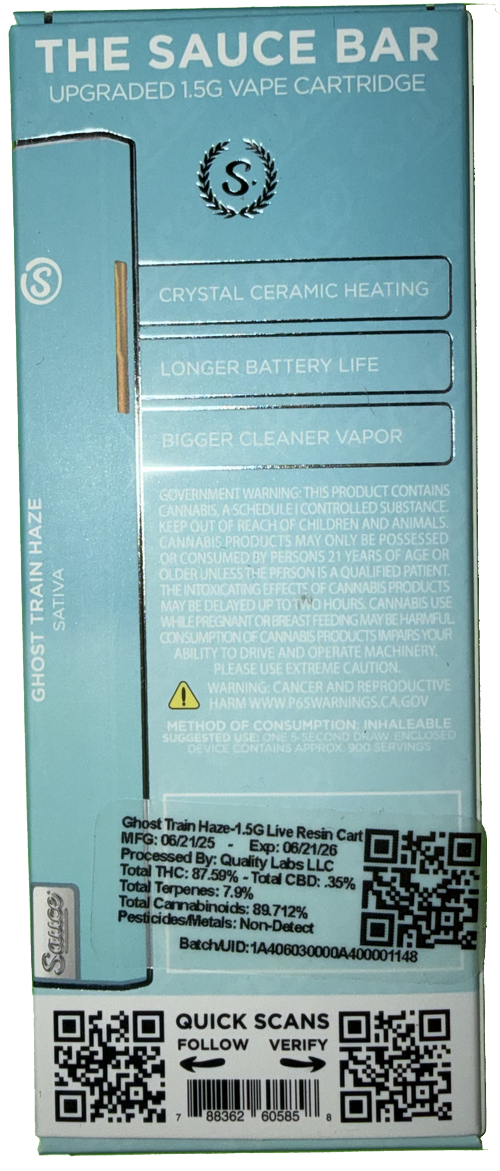 THE SAUCE BAR
UPGRADED 1.5G VAPE CARTRIDGE
S.
S
CRYSTAL CERAMIC HEATING
LONGER BATTERY LIFE
BIGGER CLEANER VAPOR
GHOST TRAIN HAZE
SATIVA
GOVERNMENT WARNING: THIS PRODUCT CONTAINS
CANNABIS, A SCHEDULE I CONTROLLED SUBSTANCE.
KEEP OUT OF REACH OF CHILDREN AND ANIMALS.
CANNABIS PRODUCTS MAY ONLY BE POSSESSED
OR CONSUMED BY PERSONS 21 YEARS OF AGE OR
OLDER UNLESS THE PERSON IS A QUALIFIED PATIENT.
THE INTOXICATING EFFECTS OF CANNABIS PRODUCTS
MAY BE DELAYED UP TO TWO HOURS. CANNABIS USE
WHILE PREGNANT OR BREAST FEEDING MAY BE HARMFUL.
CONSUMPTION OF CANNABIS PRODUCTS IMPAIRS YOUR
ABILITY TO DRIVE AND OPERATE MACHINERY.
PLEASE USE EXTREME CAUTION.
WARNING: CANCER AND REPRODUCTIVE
HARM WWW.P65WARNINGS.CA.GOV
METHOD OF CONSUMPTION: INHALEABLE
SUGGESTED USE: ONE 5-SECOND DRAW. ENCLOSED
DEVICE CONTAINS APPROX. 900 SERVINGS
Ghost Train Haze-1.5G Live Resin Cart
MFG: 06/21/25 - Exp: 06/21/26
Processed By: Quality Labs LLC
Total THC: 87.59% - Total CBD: .35%
Total Terpenes: 7.9%
Total Cannabinoids: 89.712%
Pesticides/Metals: Non-Detect
Batch/UID:1A406030000A400001148
Sauce
QUICK SCANS
FOLLOW VERIFY
7 88362 60585 8